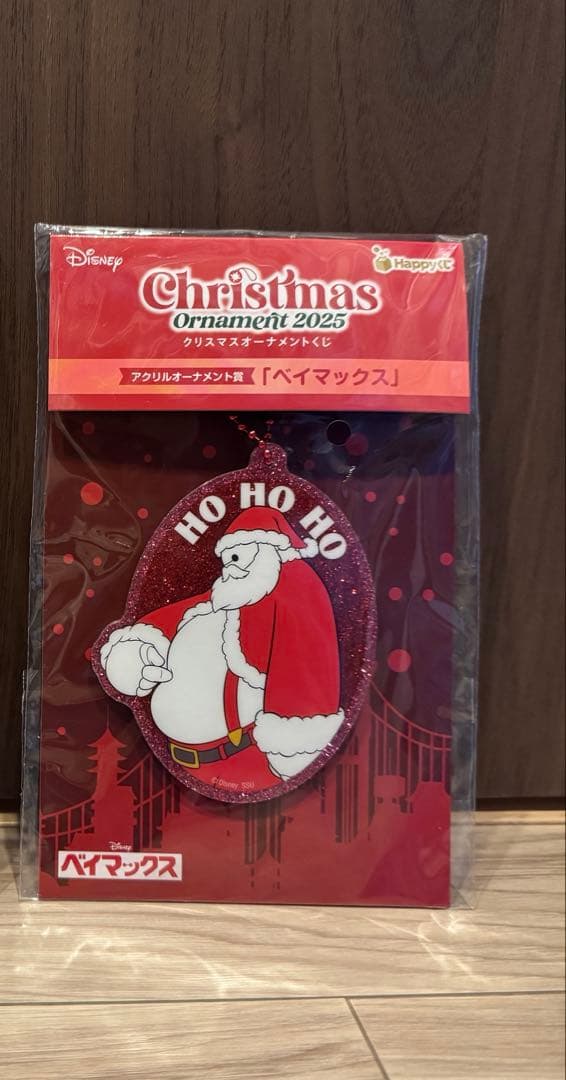 Disney
Happyくじ
Christmas
Ornament 2025
クリスマスオーナメントくじ
アクリルオーナメント賞「ベイマックス」
HO HO HO
©Disney SSU
Disney
ベイマックス